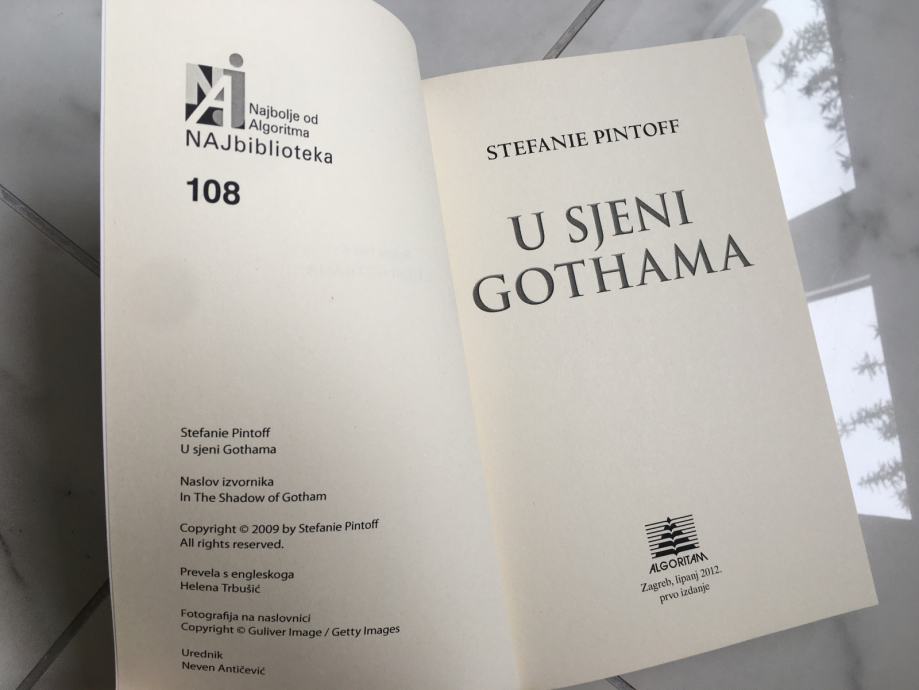 NAJ
Najbolje od
Algoritma
NAJbiblioteka
108
Stefanie Pintoff
U sjeni Gothama
Naslov izvornika
In The Shadow of Gotham
Copyright © 2009 by Stefanie Pintoff
All rights reserved.
Prevela s engleskoga
Helena Trbušić
Fotografija na naslovnici
Copyright © Guliver Image / Getty Images
Urednik
Neven Antičević
STEFANIE PINTOFF
U SJENI
GOTHAMA
ALGORITAM
Zagreb, lipanj 2012.
prvo izdanje